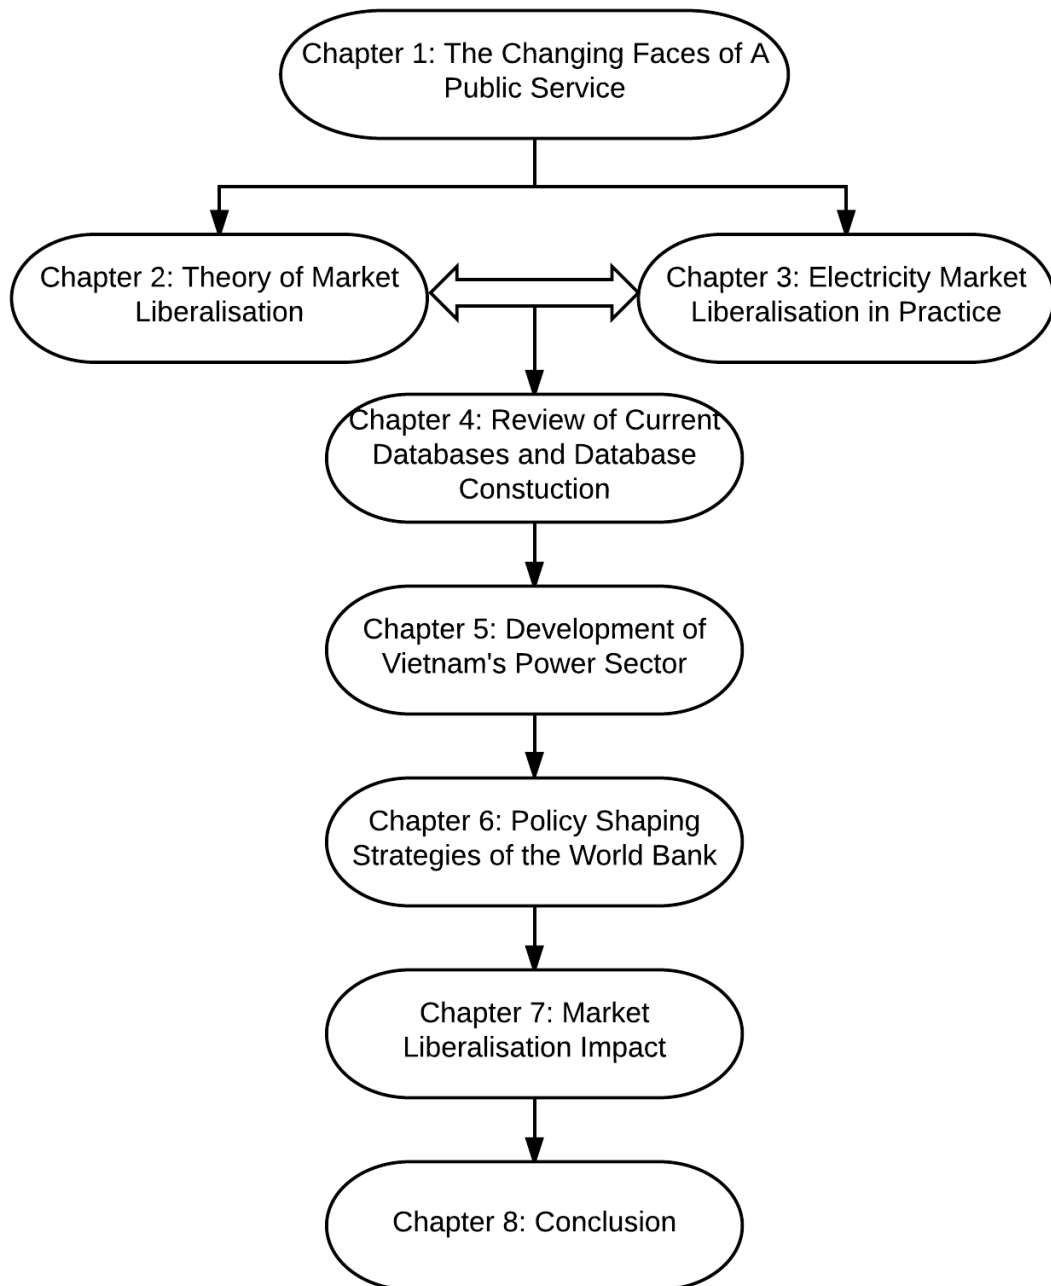 Chapter 1: The Changing Faces of A
Public Service
Chapter 2: Theory of Market
Liberalisation
Chapter 3: Electricity Market
Liberalisation in Practice
Chapter 4: Review of Current
Databases and Database
Constuction
Chapter 5: Development of
Vietnam's Power Sector
Chapter 6: Policy Shaping
Strategies of the World Bank
Chapter 7: Market
Liberalisation Impact
Chapter 8: Conclusion